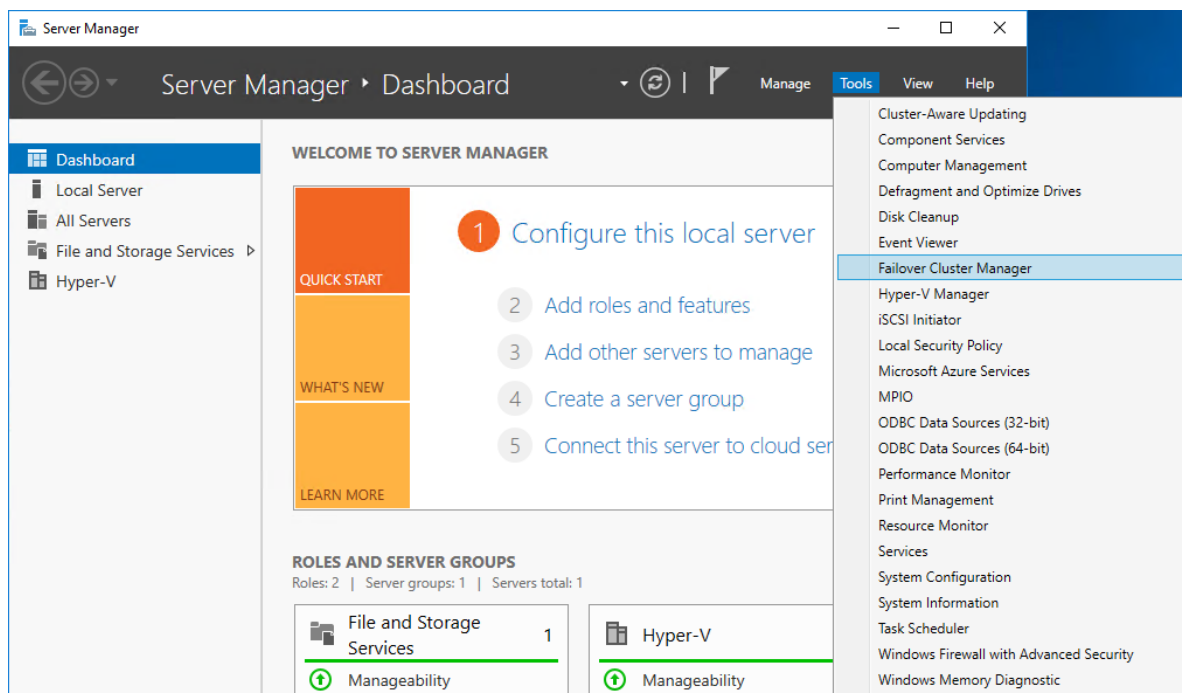 Server Manager
Server Manager ‣ Dashboard
Manage Tools View Help
Dashboard
Local Server
All Servers
File and Storage Services
Hyper-V
WELCOME TO SERVER MANAGER
QUICK START
WHAT'S NEW
LEARN MORE
1 Configure this local server
2 Add roles and features
3 Add other servers to manage
4 Create a server group
5 Connect this server to cloud ser
ROLES AND SERVER GROUPS
Roles: 2 | Server groups: 1 | Servers total: 1
File and Storage
Services 1
Manageability
Hyper-V
Manageability
Cluster-Aware Updating
Component Services
Computer Management
Defragment and Optimize Drives
Disk Cleanup
Event Viewer
Failover Cluster Manager
Hyper-V Manager
iSCSI Initiator
Local Security Policy
Microsoft Azure Services
MPIO
ODBC Data Sources (32-bit)
ODBC Data Sources (64-bit)
Performance Monitor
Print Management
Resource Monitor
Services
System Configuration
System Information
Task Scheduler
Windows Firewall with Advanced Security
Windows Memory Diagnostic